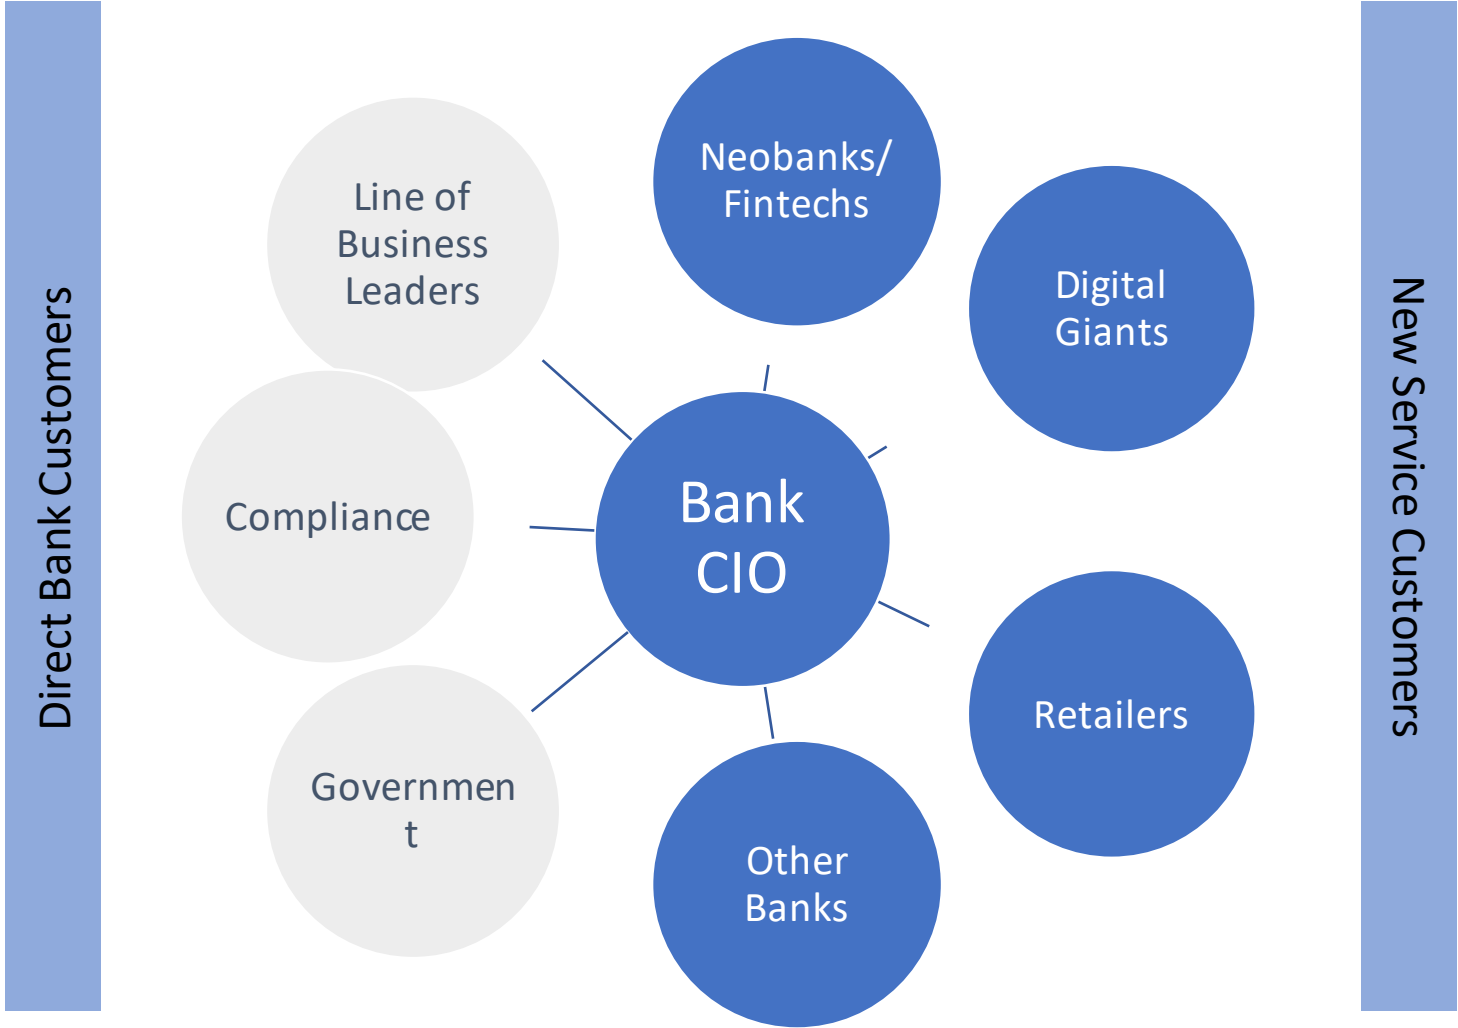 Direct Bank Customers
Line of
Business
Leaders
Compliance
Governmen
t
Neobanks/
Fintechs
Digital
Giants
Bank
CIO
Retailers
Other
Banks
New Service Customers